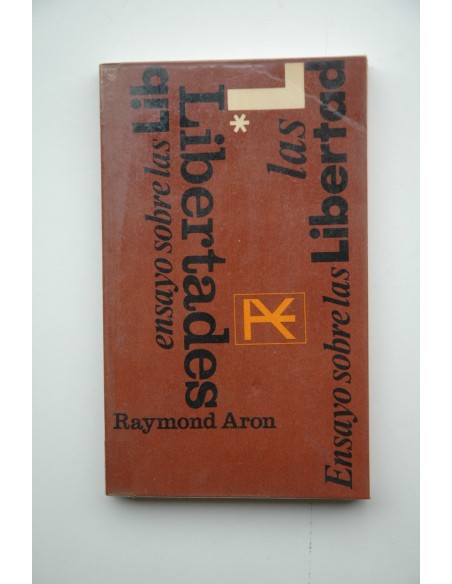 ensayo sobre las Lib
Libertades
L
*
las
Ensayo sobre las Libertad
Raymond Aron